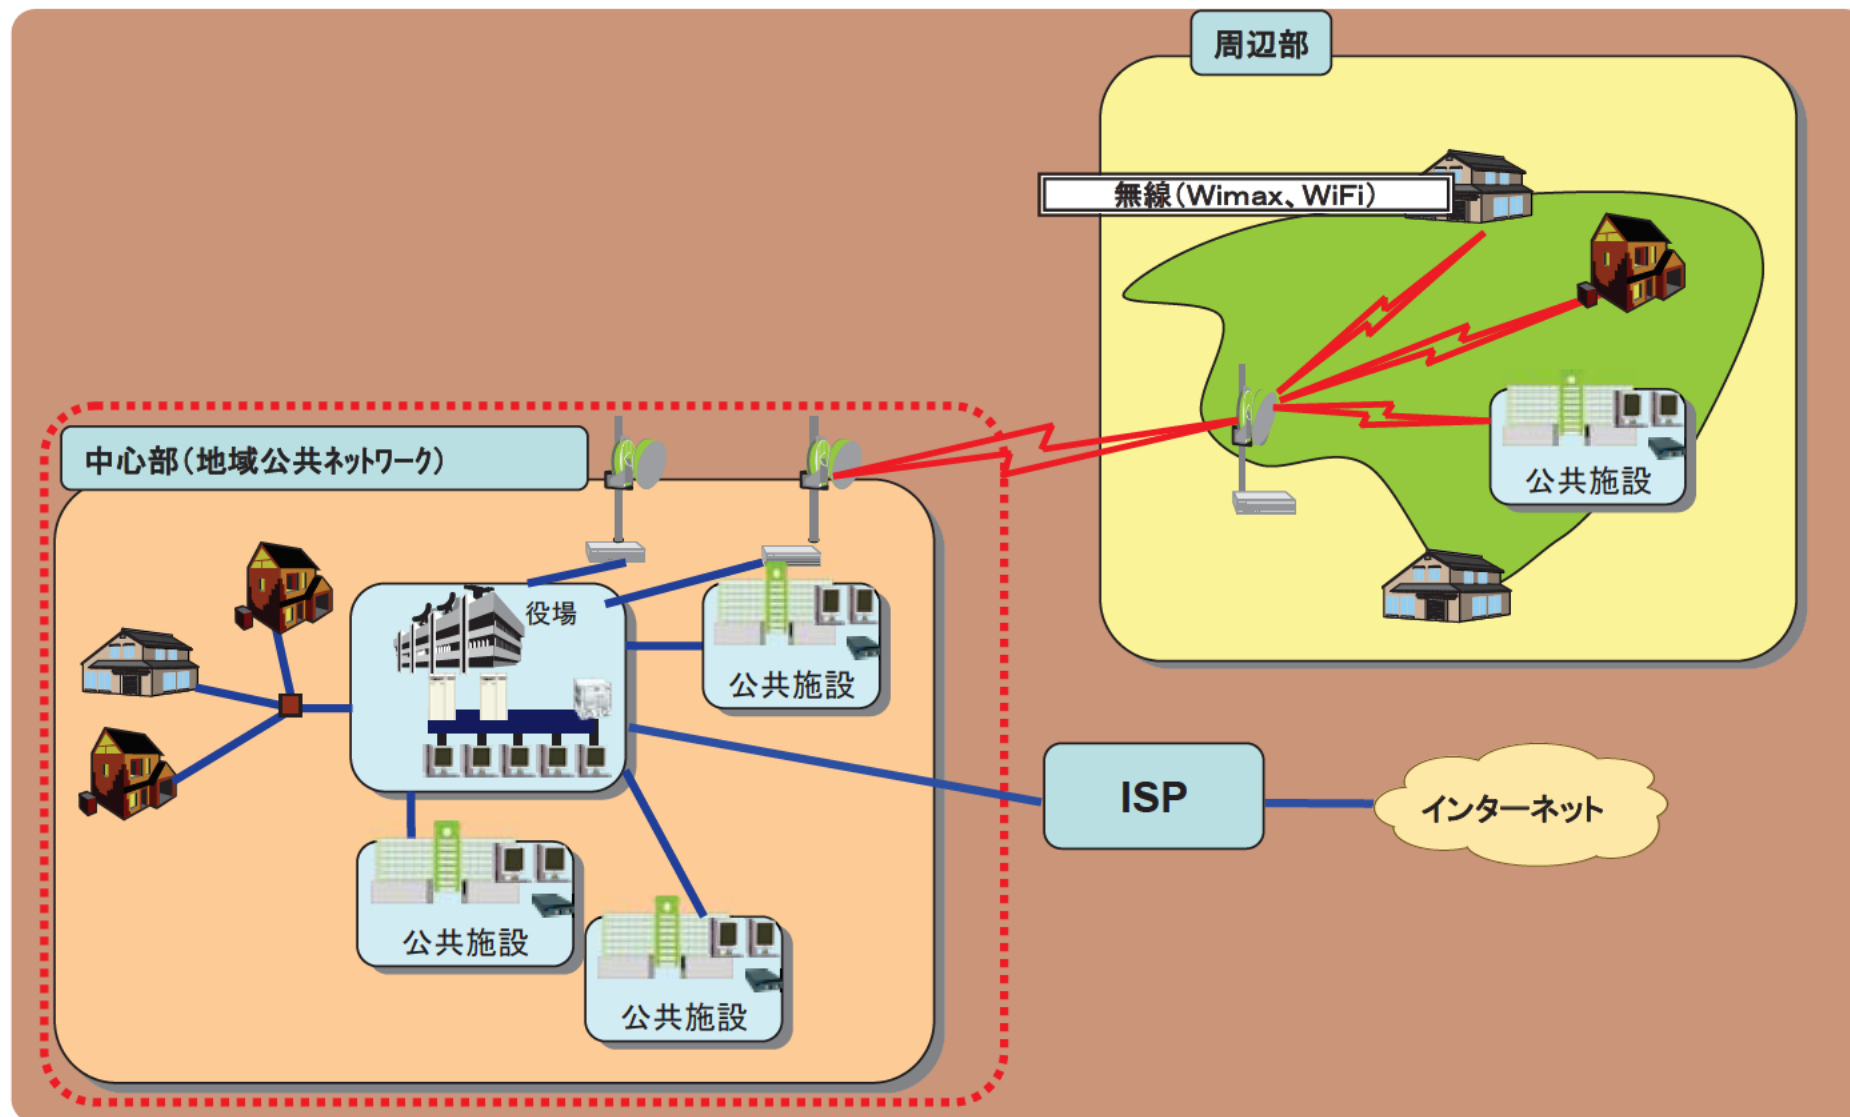 周辺部
無線(Wimax、WiFi)
公共施設
中心部(地域公共ネットワーク)
役場
公共施設
ISP
インターネット
公共施設
公共施設